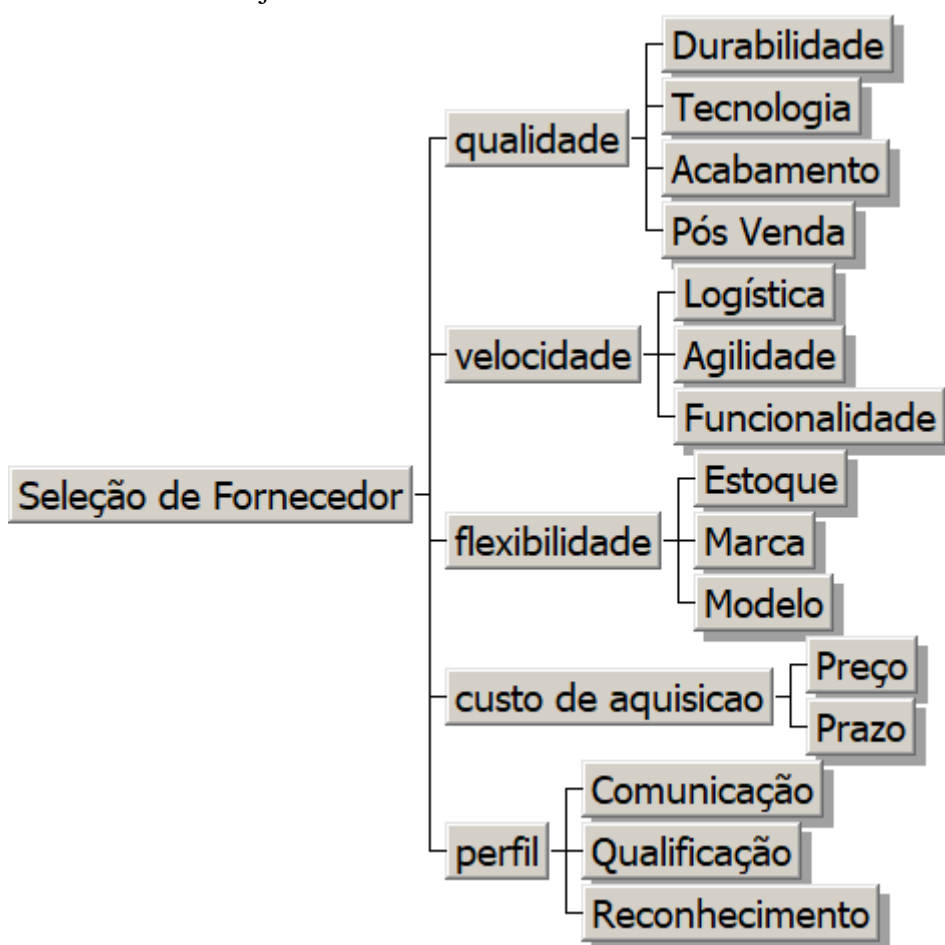 Seleção de Fornecedor
qualidade
Durabilidade
Tecnologia
Acabamento
Pós Venda
velocidade
Logística
Agilidade
Funcionalidade
flexibilidade
Estoque
Marca
Modelo
custo de aquisicao
Preço
Prazo
perfil
Comunicação
Qualificação
Reconhecimento